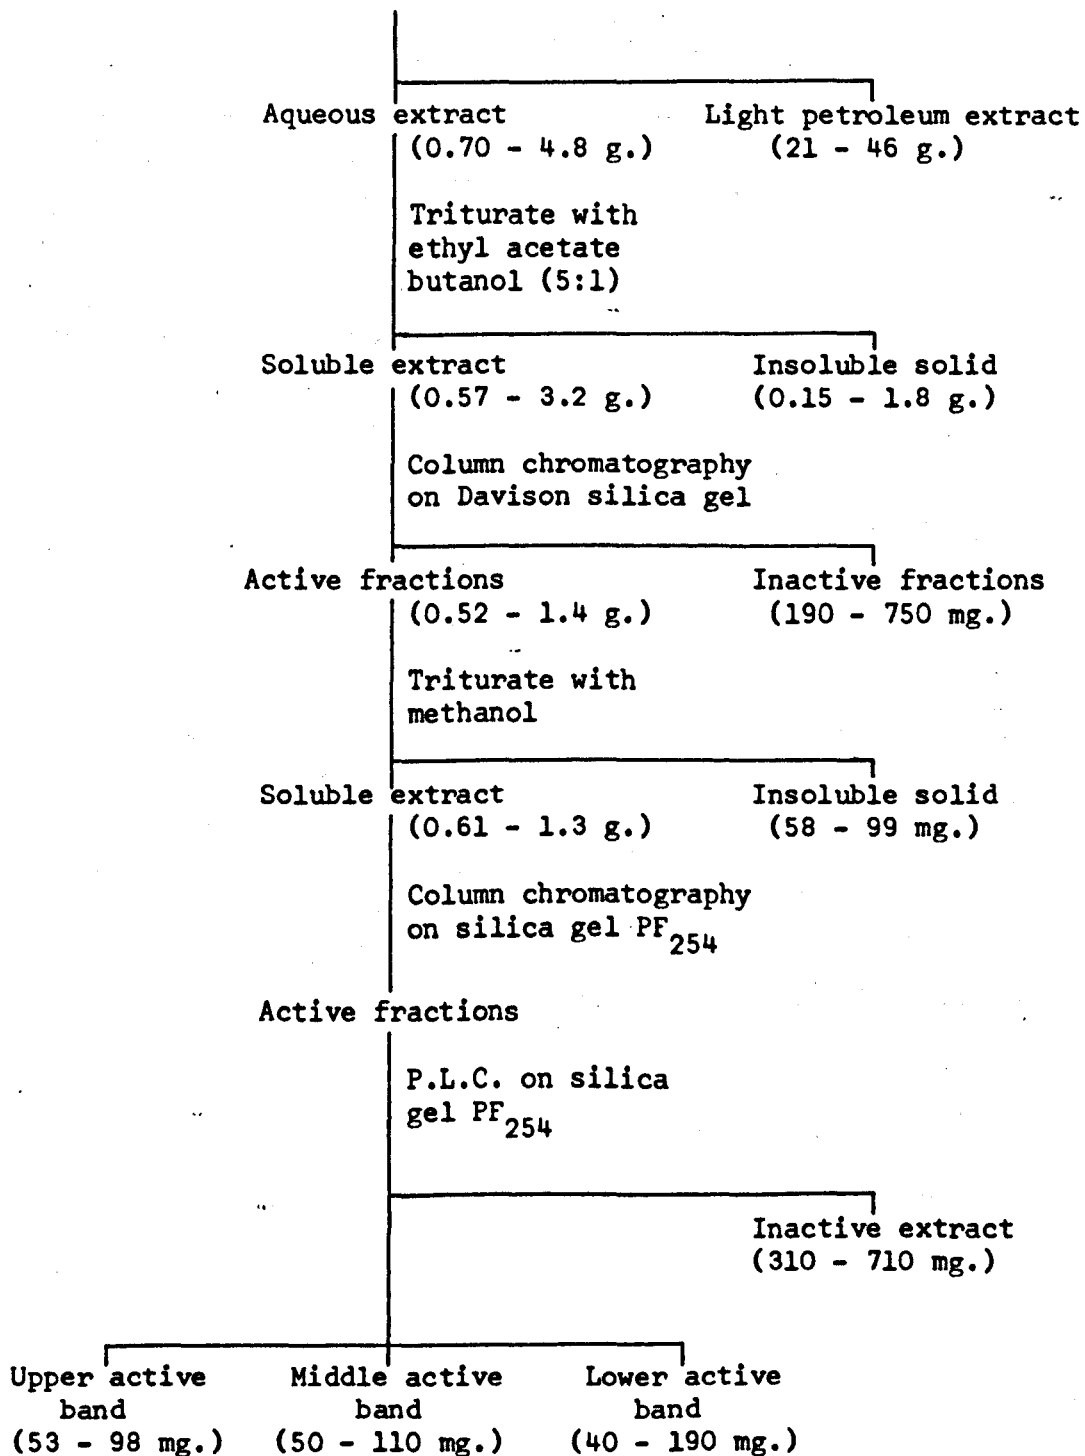 Aqueous extract
(0.70 - 4.8 g.)
Light petroleum extract
(21 - 46 g.)
Triturate with
ethyl acetate
butanol (5:1)
Soluble extract
(0.57 - 3.2 g.)
Insoluble solid
(0.15 - 1.8 g.)
Column chromatography
on Davison silica gel
Active fractions
(0.52 - 1.4 g.)
Inactive fractions
(190 - 750 mg.)
Triturate with
methanol
Soluble extract
(0.61 - 1.3 g.)
Insoluble solid
(58 - 99 mg.)
Column chromatography
on silica gel PF254
Active fractions
P.L.C. on silica
gel PF254
Inactive extract
(310 - 710 mg.)
Upper active
band
(53 - 98 mg.)
Middle active
band
(50 - 110 mg.)
Lower active
band
(40 - 190 mg.)